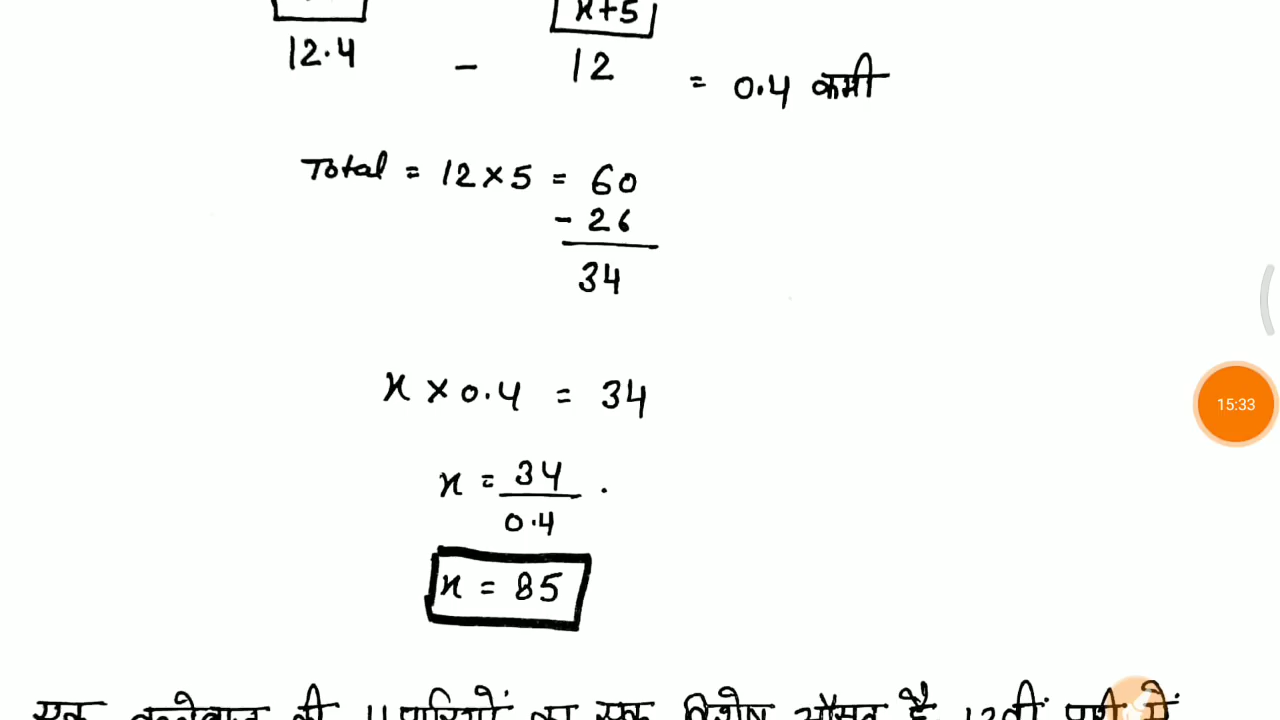 x+5
12.4 - 12 = 0.4 कमी
Total = 12×5 = 60
- 26
34
x × 0.4 = 34
x = 34
0.4
x = 85
15:33